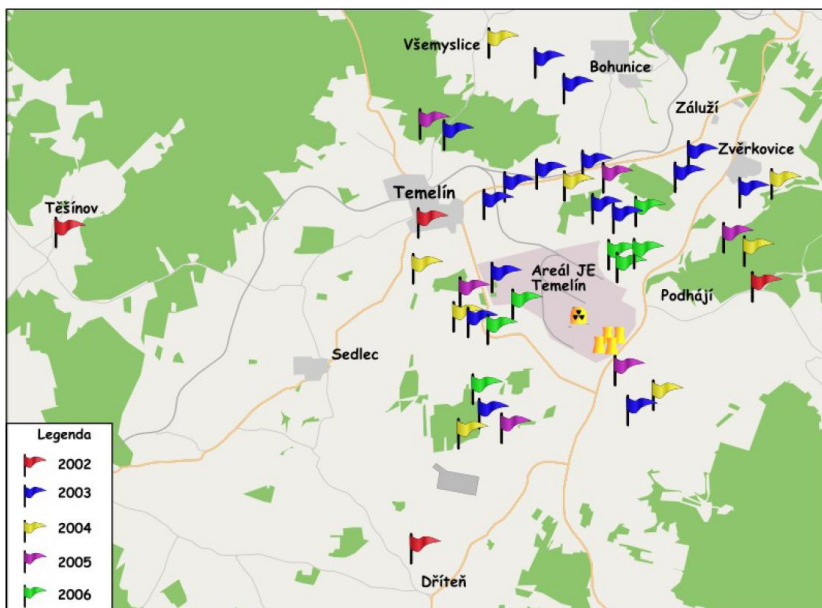 Všemyslice
Bohunice
Záluží
Zvěrkovice
Temelín
Těšínov
Areál JE
Temelín
Podhájí
Sedlec
Dříteň
Legenda
2002
2003
2004
2005
2006